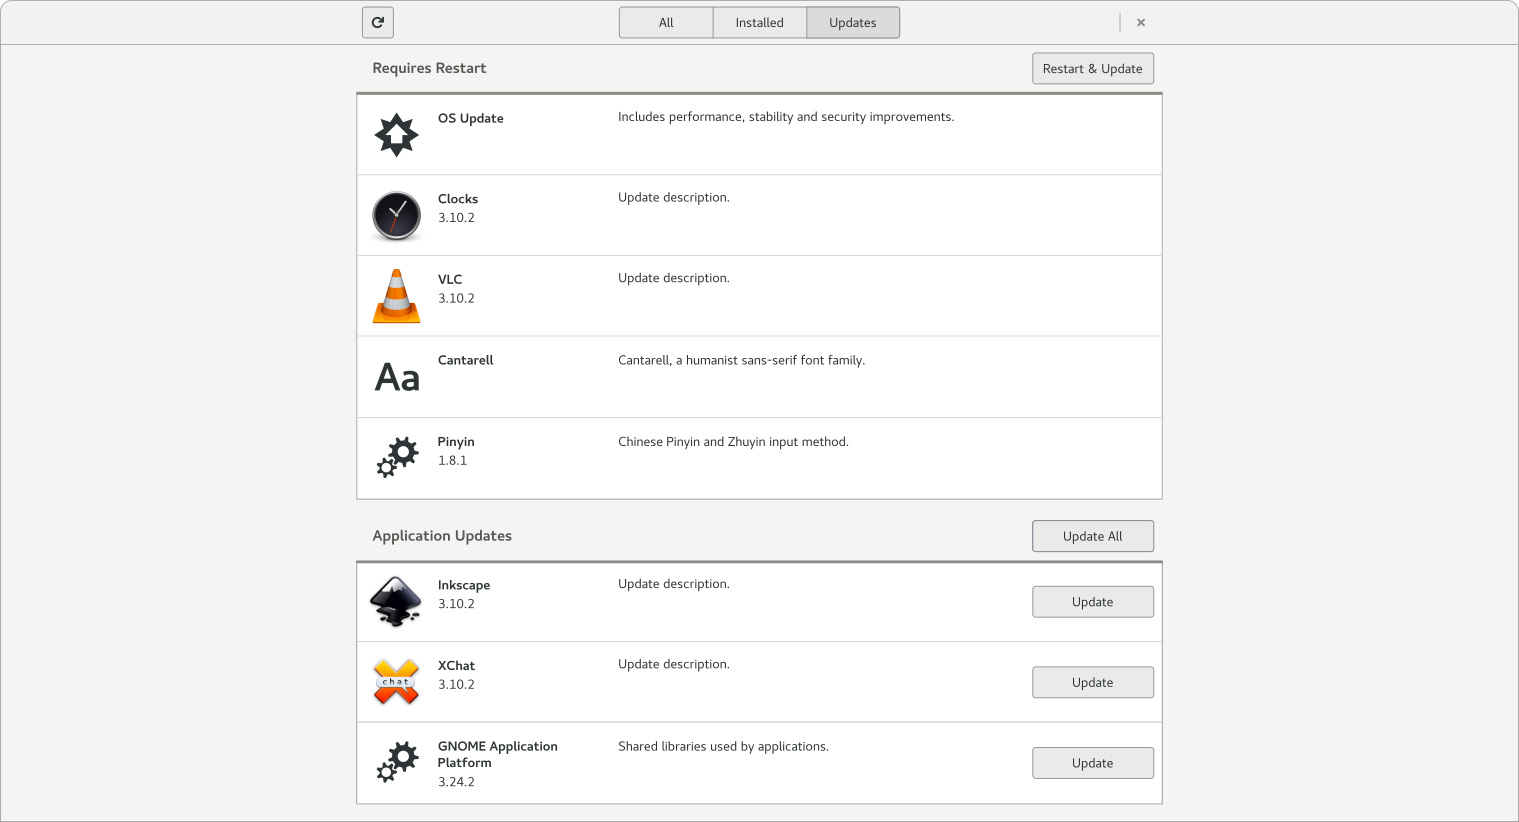 All Installed Updates
Requires Restart Restart & Update
OS Update Includes performance, stability and security improvements.
Clocks Update description.
3.10.2
VLC Update description.
3.10.2
Aa Cantarell Cantarell, a humanist sans-serif font family.
Pinyin Chinese Pinyin and Zhuyin input method.
1.8.1
Application Updates Update All
Inkscape Update description.
3.10.2 Update
XChat Update description.
chat 3.10.2 Update
GNOME Application Shared libraries used by applications.
Platform Update
3.24.2